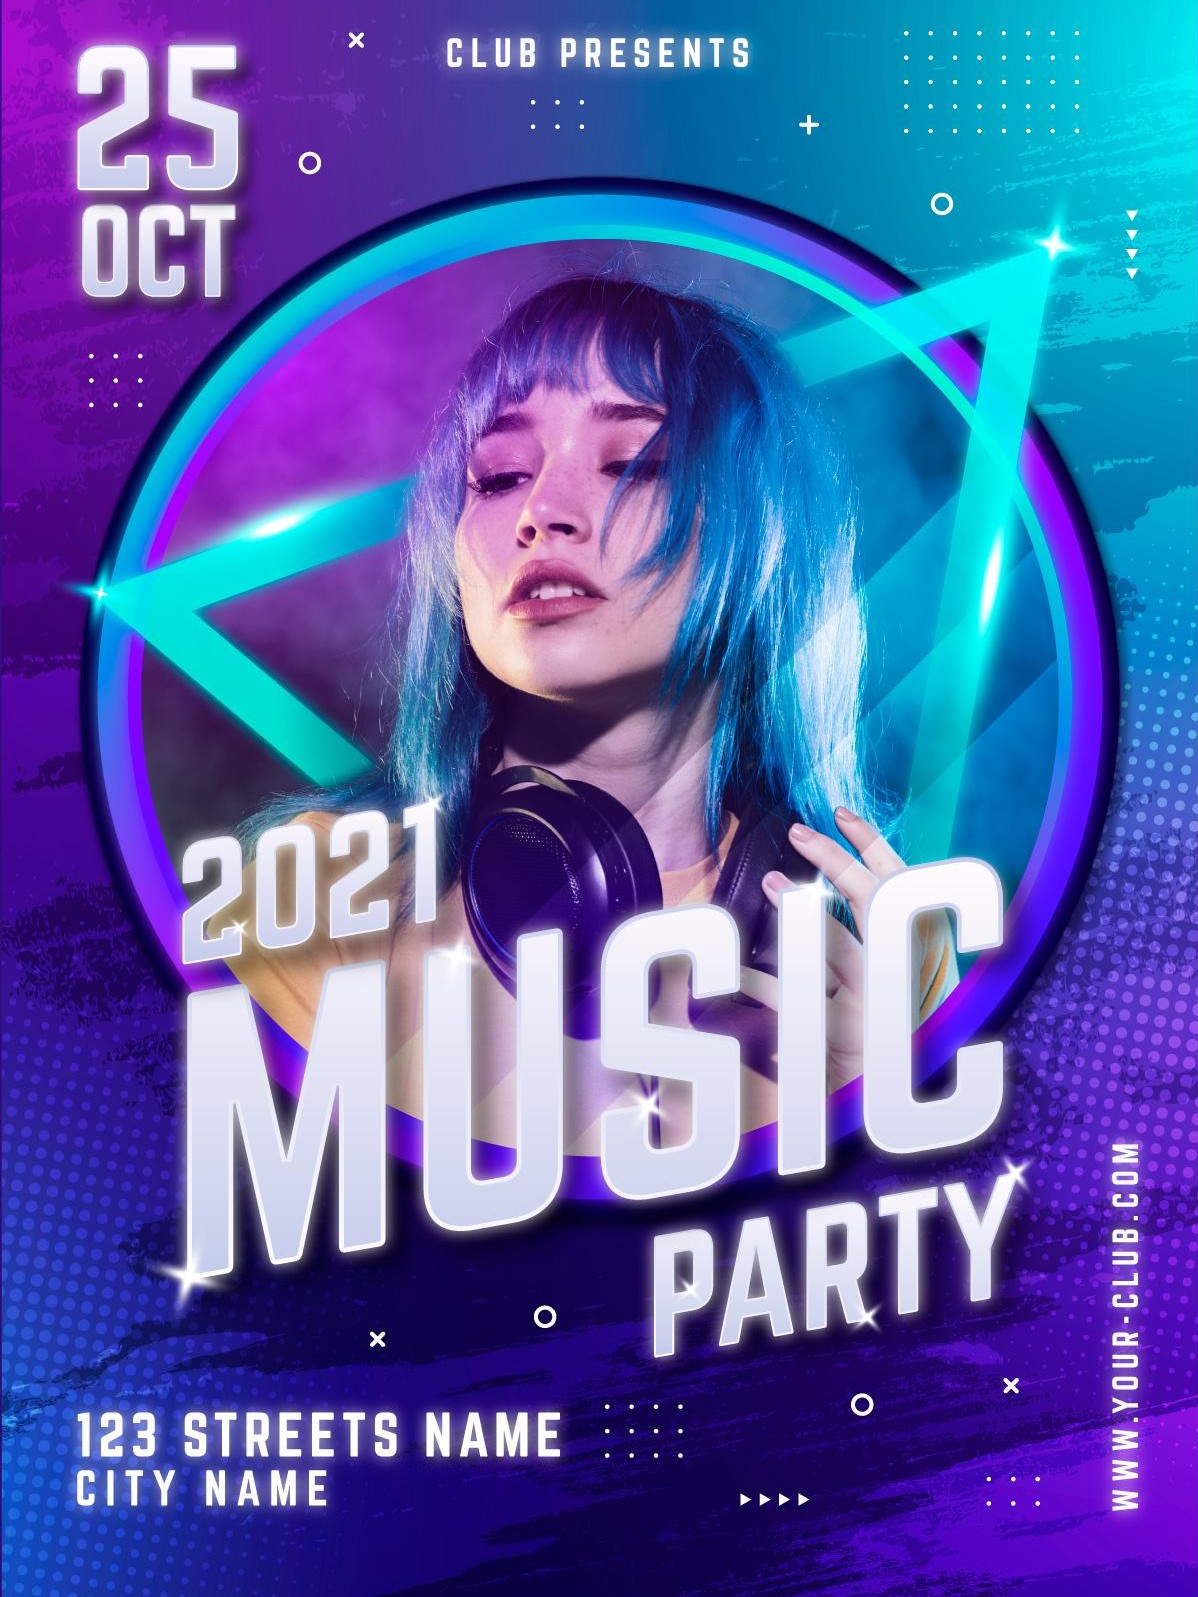 25
OCT
CLUB PRESENTS
2021
MUSIC
PARTY
123 STREETS NAME
CITY NAME
WWW.YOUR-CLUB.COM